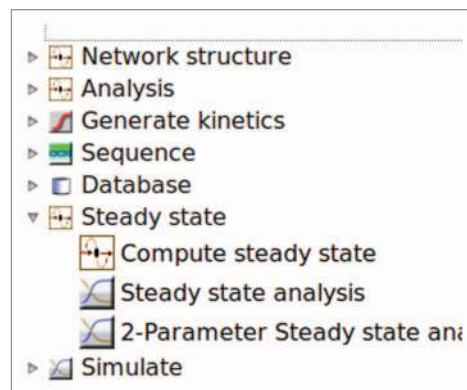 Network structure
Analysis
Generate kinetics
Sequence
Database
Steady state
Compute steady state
Steady state analysis
2-Parameter Steady state
Simulate